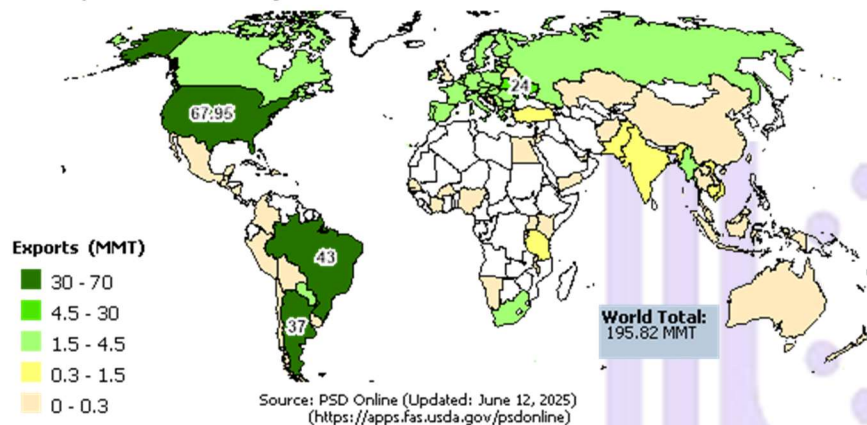 24
67.95
43
37
Exports (MMT)
30 - 70
4.5 - 30
1.5 - 4.5
0.3 - 1.5
0 - 0.3
World Total:
195.82 MMT
Source: PSD Online (Updated: June 12, 2025)
(https://apps.fas.usda.gov/psdonline)